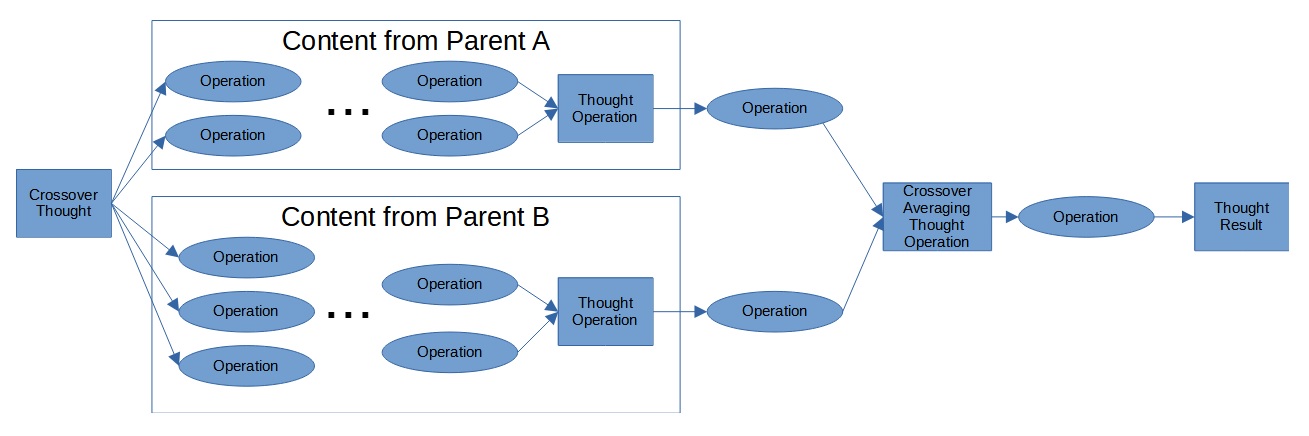 Content from Parent A
Operation
Operation
Operation
Operation
...
Thought
Operation
Operation
Crossover
Thought
Content from Parent B
Operation
Operation
Operation
...
Operation
Operation
Thought
Operation
Operation
Crossover
Averaging
Thought
Operation
Operation
Thought
Result